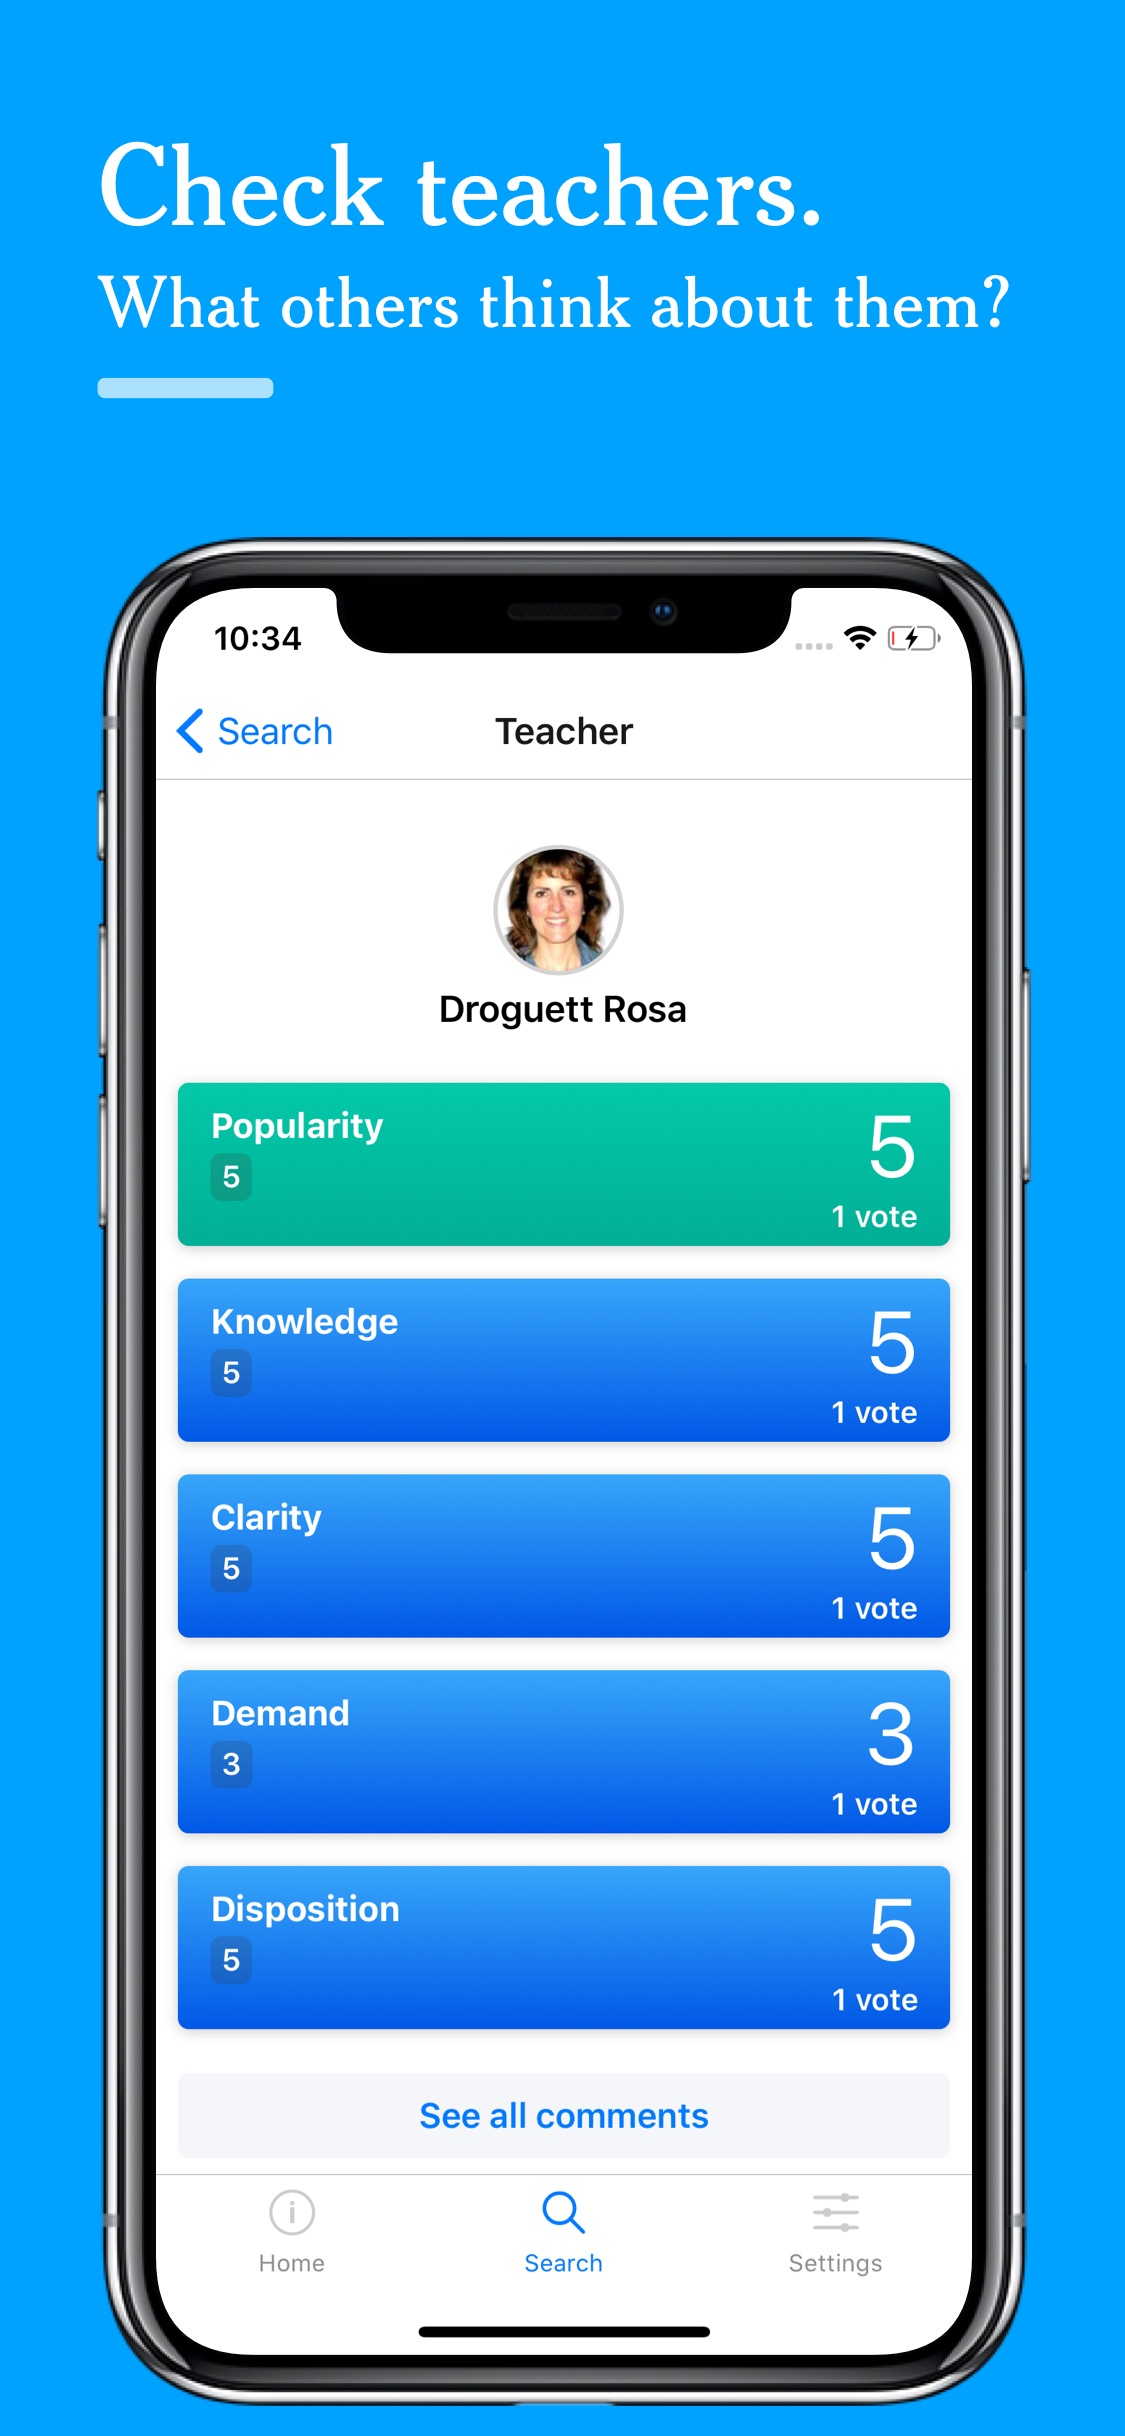 Check teachers.
What others think about them?
10:34
Search
Teacher
Droguett Rosa
Popularity
5
5
1 vote
Knowledge
5
5
1 vote
Clarity
5
5
1 vote
Demand
3
3
1 vote
Disposition
5
5
1 vote
See all comments
Home
Search
Settings